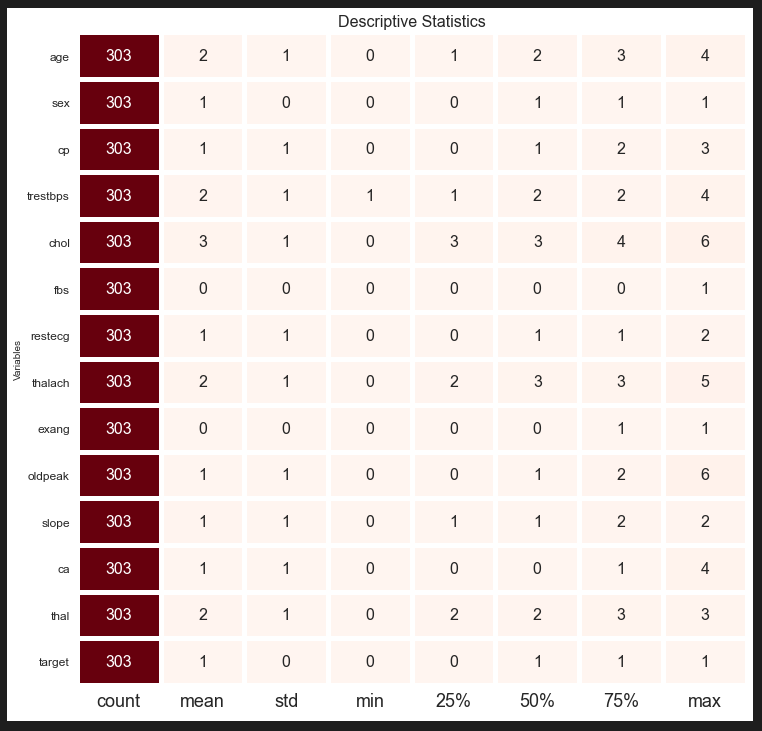 Descriptive Statistics
age 303 2 1 0 1 2 3 4
sex 303 1 0 0 0 1 1 1
cp 303 1 1 0 0 1 2 3
trestbps 303 2 1 1 1 2 2 4
chol 303 3 1 0 3 3 4 6
fbs 303 0 0 0 0 0 0 1
restecg 303 1 1 0 0 1 1 2
Variables
thalach 303 2 1 0 2 3 3 5
exang 303 0 0 0 0 0 1 1
oldpeak 303 1 1 0 0 1 2 6
slope 303 1 1 0 1 1 2 2
ca 303 1 1 0 0 0 1 4
thal 303 2 1 0 2 2 3 3
target 303 1 0 0 0 1 1 1
count mean std min 25% 50% 75% max